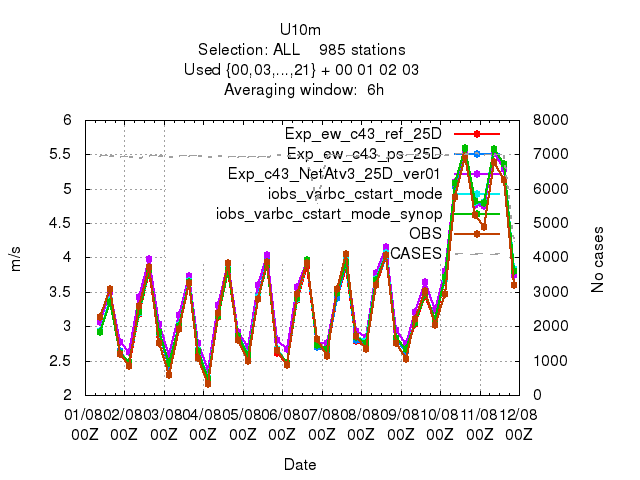 U10m
Selection: ALL 985 stations
Used {00,03,...,21} + 00 01 02 03
Averaging window: 6h
6 8000
5.5 7000
5 6000
4.5 5000
4 4000
3.5 3000
3 2000
2.5 1000
2 0
m/s
No cases
Exp_ew_c43_ref_25D
Exp_ew_c43_ps_25D
Exp_c43_NetAtv3_25D_ver01
iobs_varbc_cstart_mode
iobs_varbc_cstart_mode_synop
OBS
CASES
01/08 02/08 03/08 04/08 05/08 06/08 07/08 08/08 09/08 10/08 11/08 12/08
00Z 00Z 00Z 00Z 00Z 00Z 00Z 00Z 00Z 00Z 00Z 00Z
Date